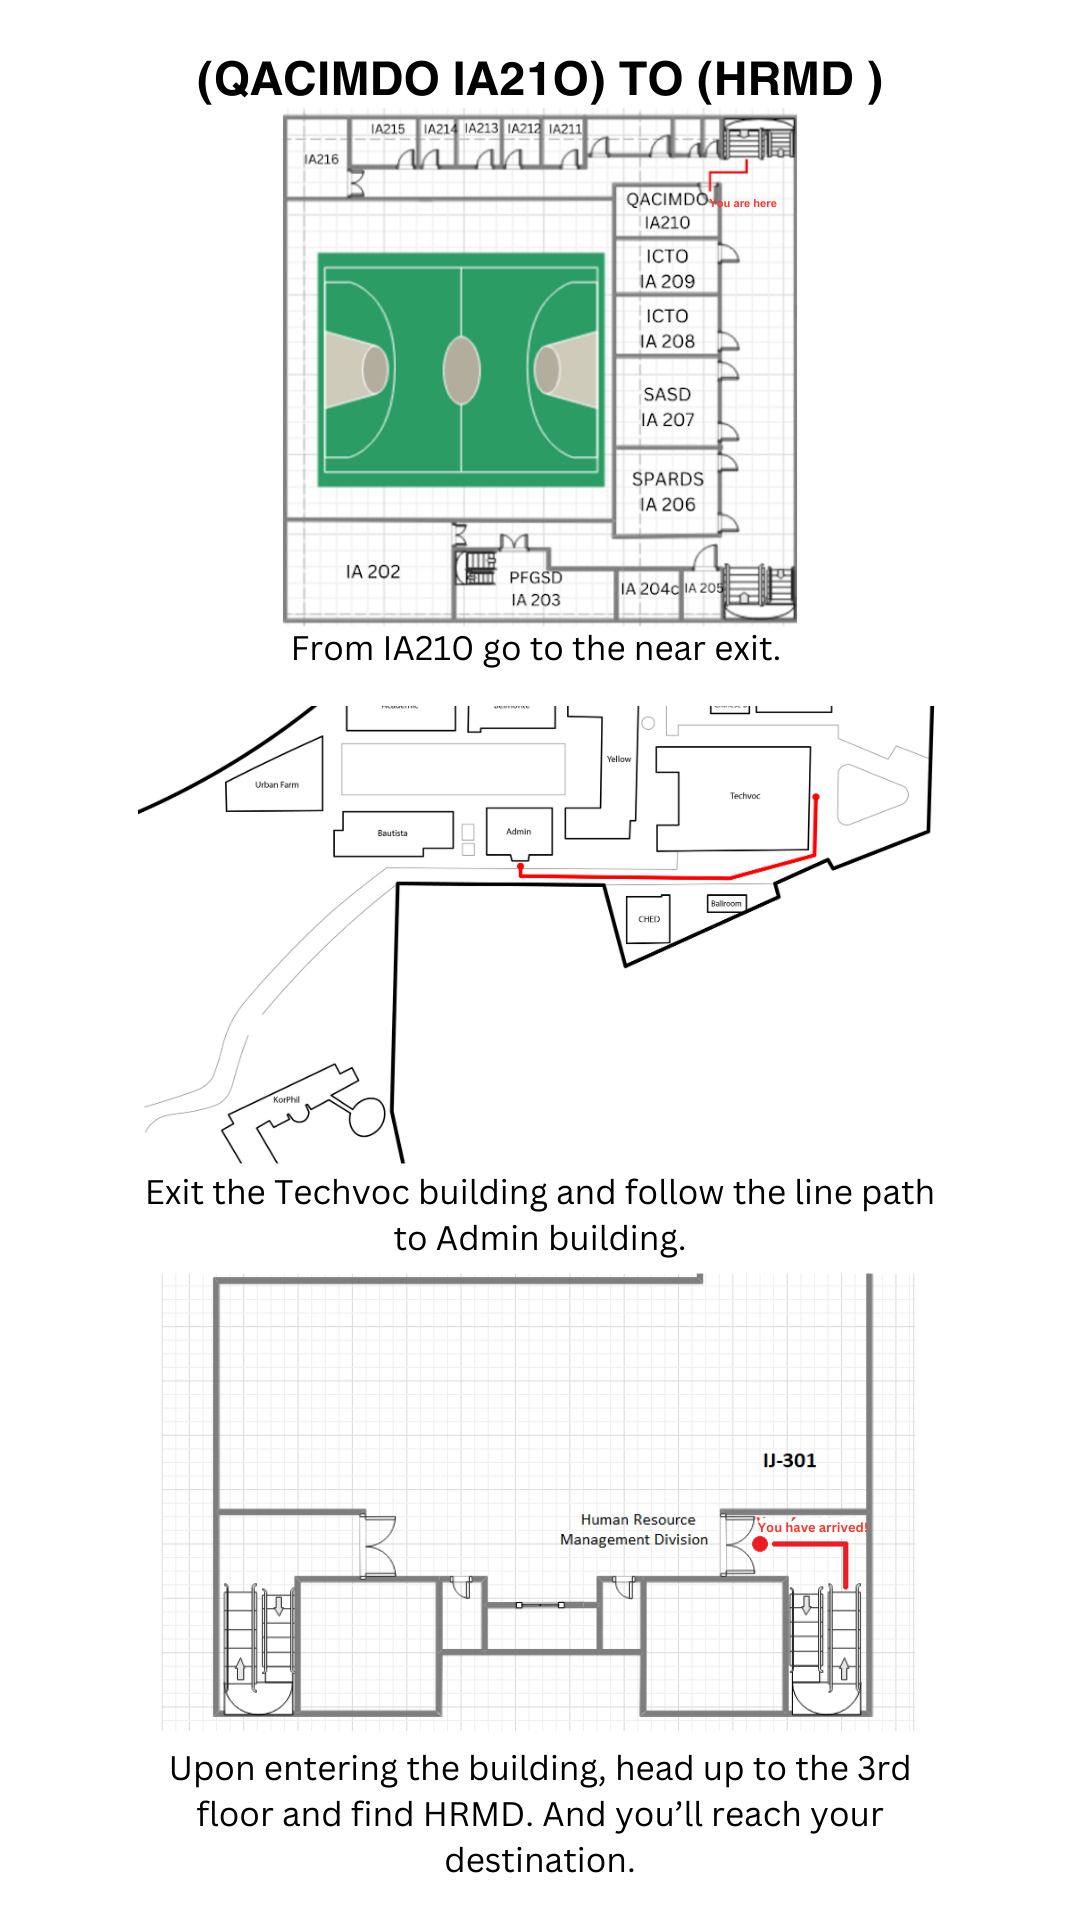 (QACIMDO IA21O) TO (HRMD )
IA215
IA214
IA213
IA212
IA211
IA216
QACIMDO
IA210
You are here
ICTO
IA 209
ICTO
IA 208
SASD
IA 207
SPARDS
IA 206
IA 202
PFGSD
IA 203
IA 204c
IA 205
From IA210 go to the near exit.
Academic
Belmonte
Yellow
Urban Farm
Techvoc
Bautista
Admin
CHED
Ballroom
KorPhil
Exit the Techvoc building and follow the line path
to Admin building.
IJ-301
Human Resource
Management Division
You have arrived!
Upon entering the building, head up to the 3rd
floor and find HRMD. And you’ll reach your
destination.